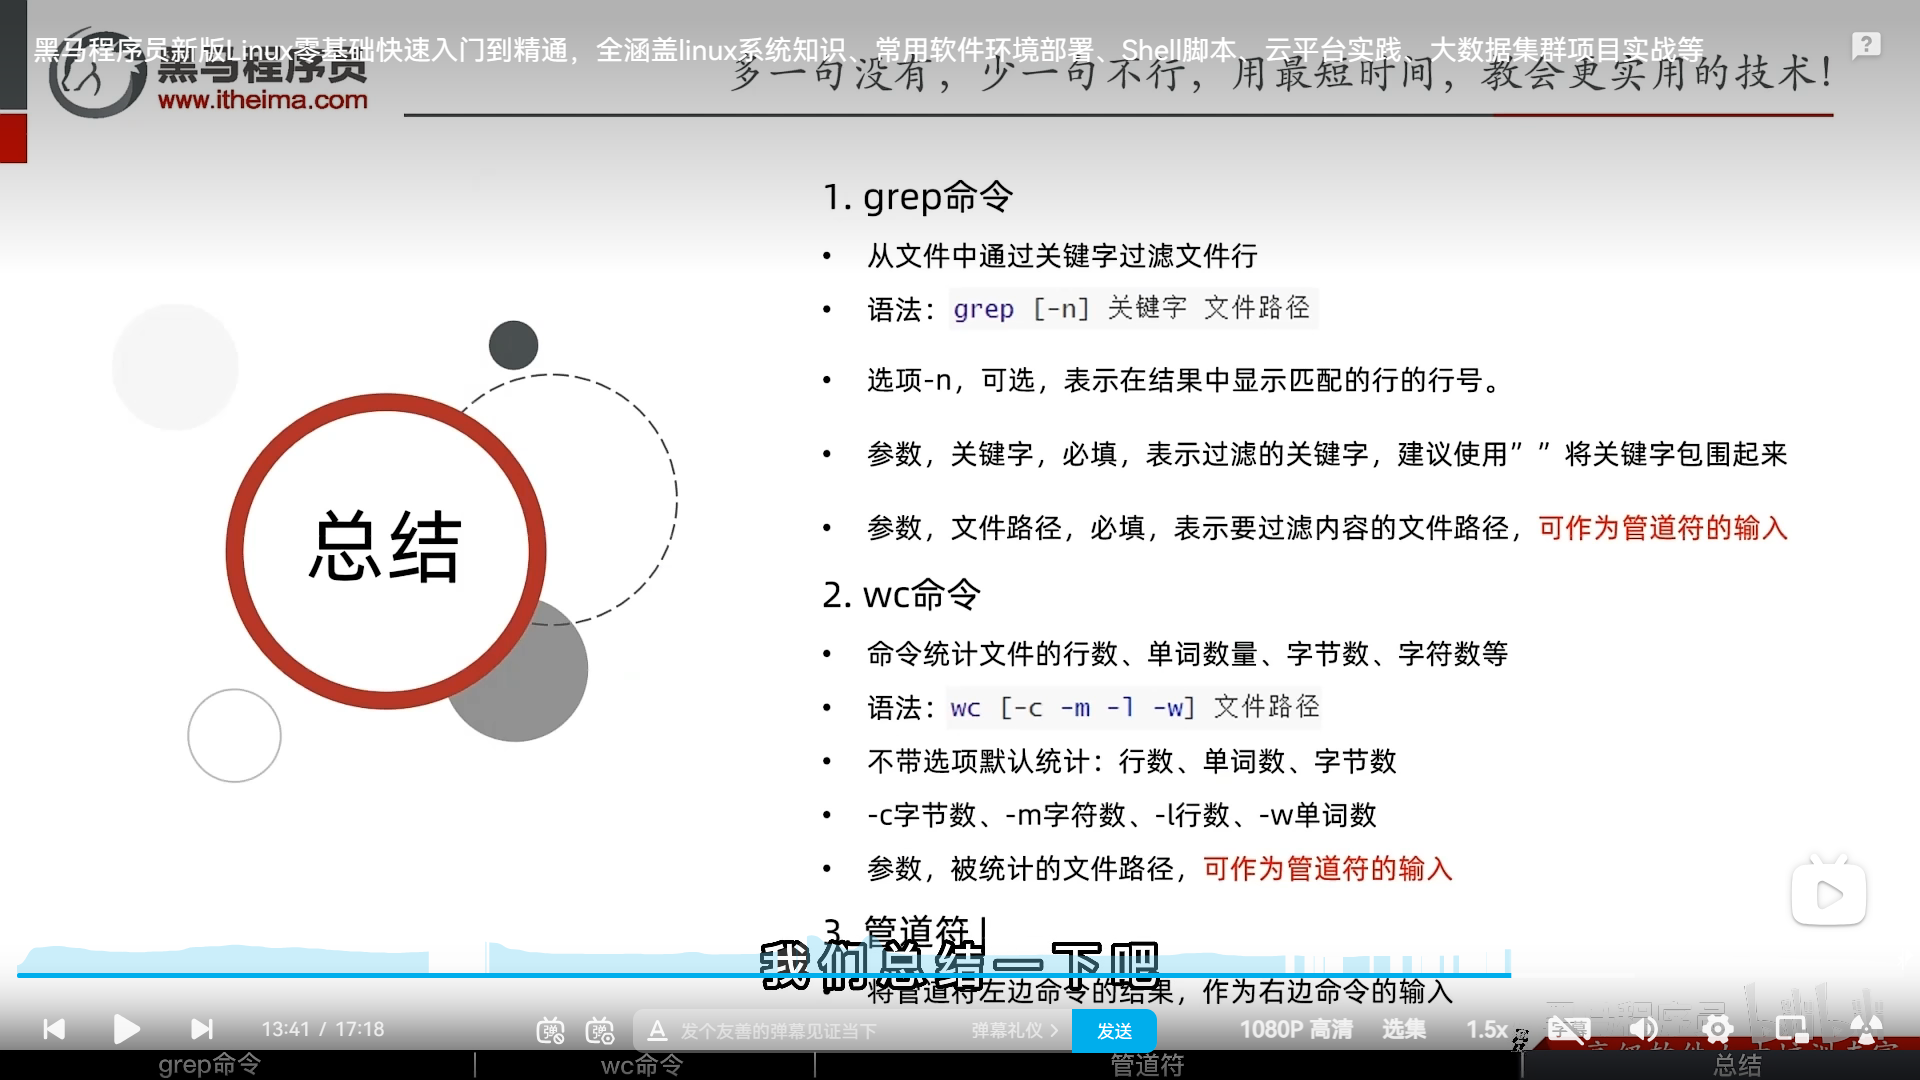 黑马程序员新版Linux零基础快速入门到精通，全涵盖linux系统知识、常用软件环境部署、Shell脚本、云平台实践、大数据集群项目实战等
黑马程序员
www.itheima.com
多一句没有，少一句不行，用最短时间，教会更实用的技术！
总结
1. grep命令
• 从文件中通过关键字过滤文件行
• 语法：grep [-n] 关键字 文件路径
• 选项-n，可选，表示在结果中显示匹配的行的行号。
• 参数，关键字，必填，表示过滤的关键字，建议使用” ”将关键字包围起来
• 参数，文件路径，必填，表示要过滤内容的文件路径，可作为管道符的输入
2. wc命令
• 命令统计文件的行数、单词数量、字节数、字符数等
• 语法：wc [-c -m -l -w] 文件路径
• 不带选项默认统计：行数、单词数、字节数
• -c字节数、-m字符数、-l行数、-w单词数
• 参数，被统计的文件路径，可作为管道符的输入
3. 管道符 |
我们总结一下吧
将管道符左边命令的结果，作为右边命令的输入
13:41 / 17:18
发个友善的弹幕见证当下
弹幕礼仪 >
发送
1080P 高清
选集
1.5x
字幕
grep命令
wc命令
管道符
总结